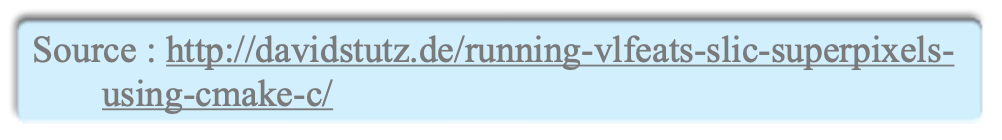 Source : http://davidstutz.de/running-vlfeats-slic-superpixels-
using-cmake-c/